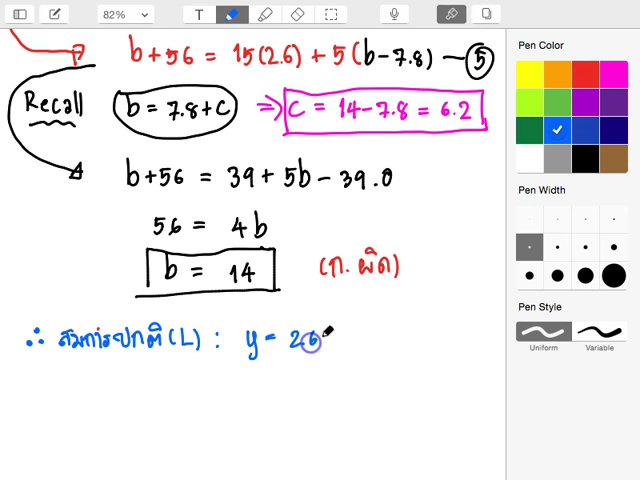 82%
b+56 = 15(2.6) + 5(b-7.8) — ⑤
Recall b = 7.8+c ⇒ c = 14-7.8 = 6.2
b+56 = 39 + 5b - 39.0
56 = 4b
b = 14 (ก. ผิด)
∴ สมการปกติ (L) : y = 2.6
Pen Color
Pen Width
Pen Style
Uniform Variable